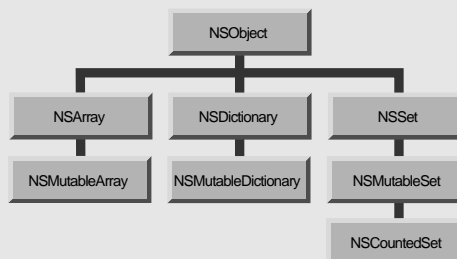 NSObject
NSArray NSDictionary NSSet
NSMutableArray NSMutableDictionary NSMutableSet
NSCountedSet